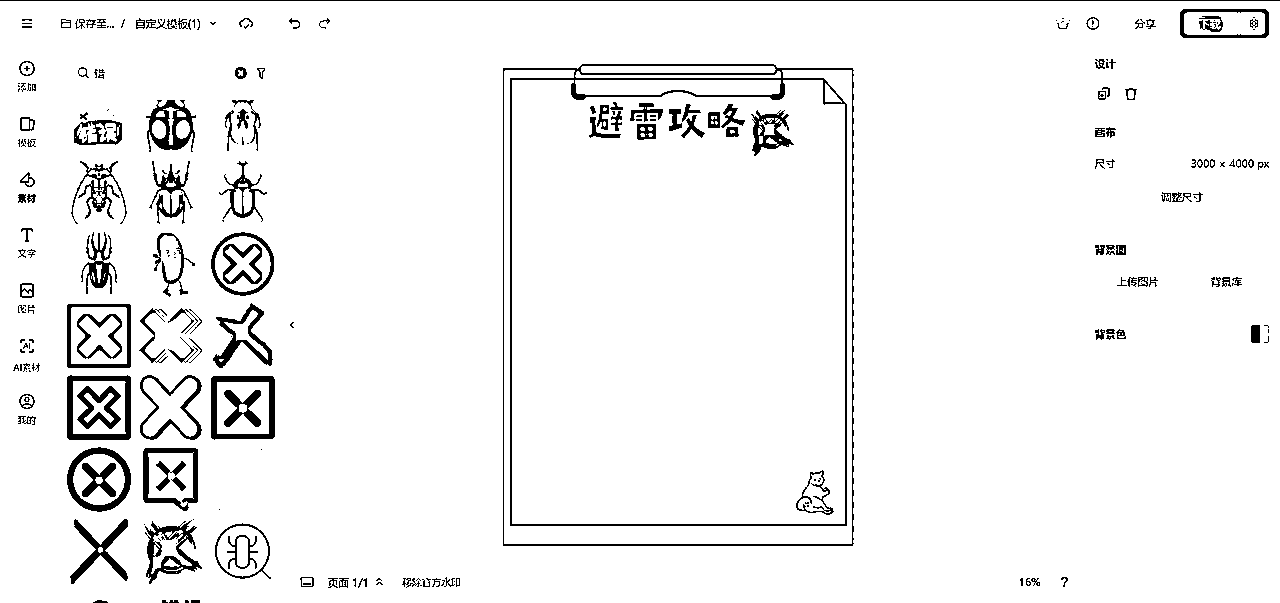 保存至... / 自定义模板(1)
分享
下载
添加
模板
素材
文字
图片
AI素材
我的
错
避雷攻略
页面 1/1
移除官方水印
16%
?
设计
画布
尺寸 3000 × 4000 px
调整尺寸
背景图
上传图片 背景库
背景色